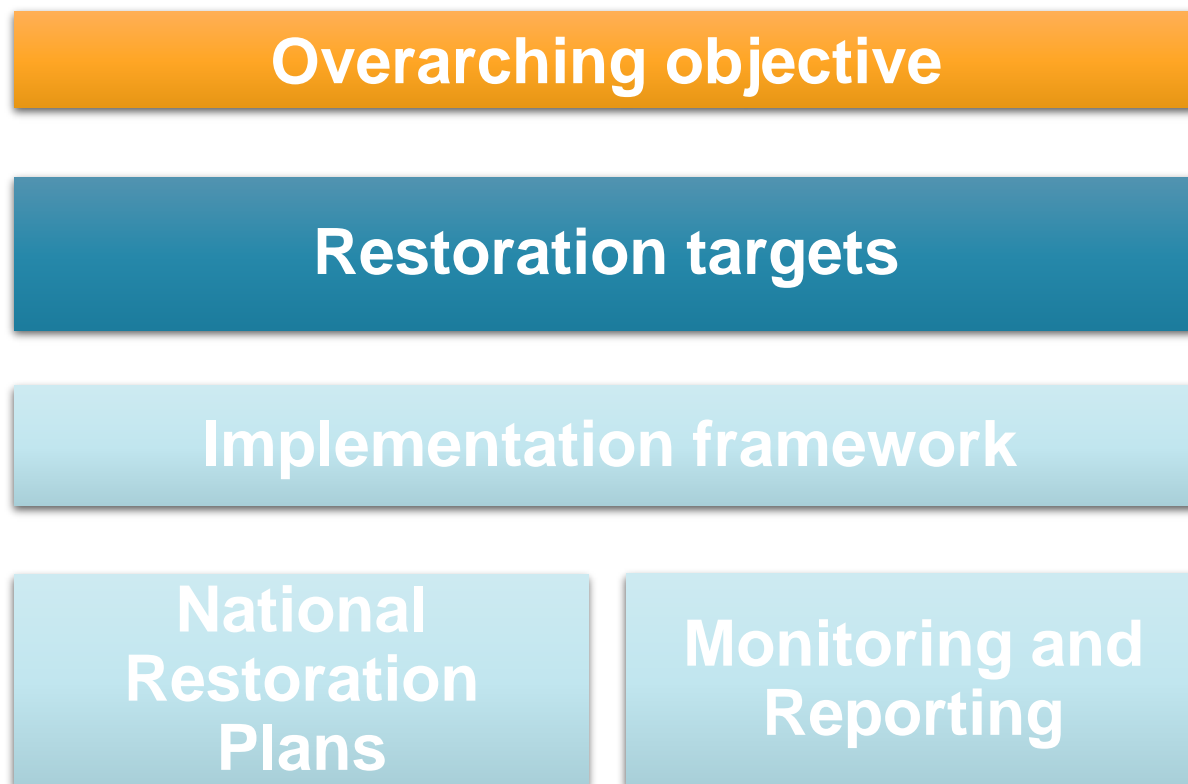 Overarching objective
Restoration targets
Implementation framework
National
Restoration
Plans
Monitoring and
Reporting